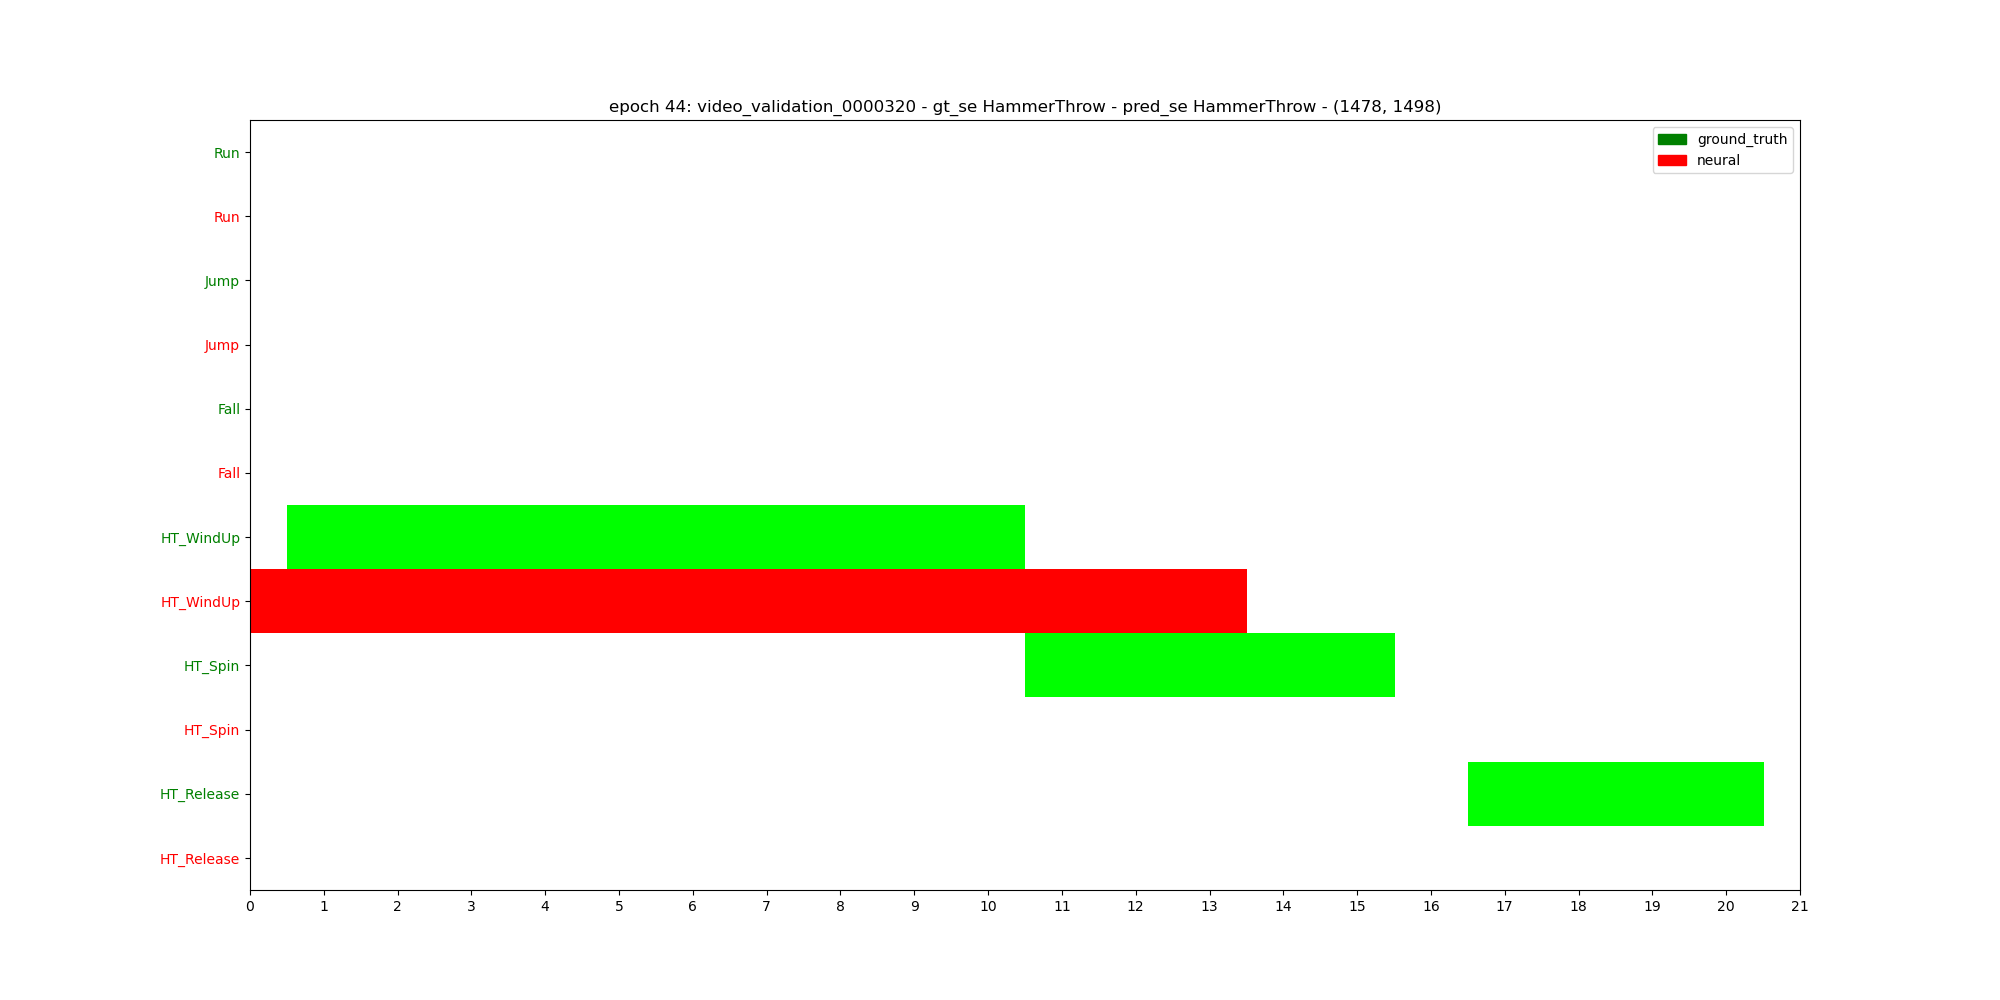 epoch 44: video_validation_0000320 - gt_se HammerThrow - pred_se HammerThrow - (1478, 1498)
ground_truth
neural
Run
Run
Jump
Jump
Fall
Fall
HT_WindUp
HT_WindUp
HT_Spin
HT_Spin
HT_Release
HT_Release
0 1 2 3 4 5 6 7 8 9 10 11 12 13 14 15 16 17 18 19 20 21